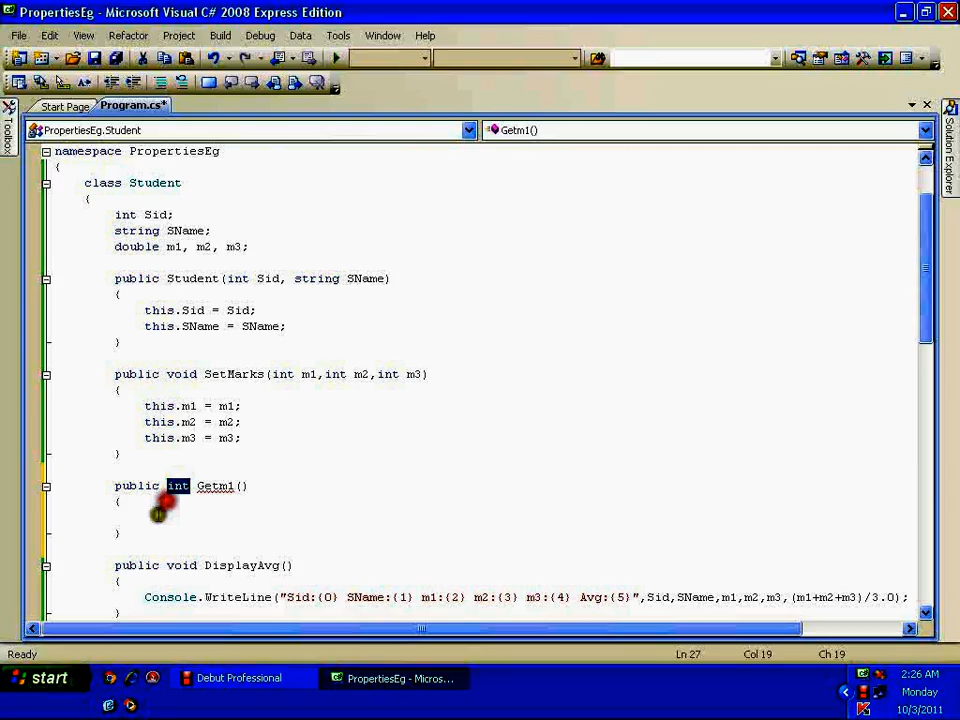 PropertiesEg - Microsoft Visual C# 2008 Express Edition
File Edit View Refactor Project Build Debug Data Tools Window Help
Start Page Program.cs*
Toolbox
Solution Explorer
PropertiesEg.Student Getm1()
namespace PropertiesEg
{
class Student
{
int Sid;
string SName;
double m1, m2, m3;
public Student(int Sid, string SName)
{
this.Sid = Sid;
this.SName = SName;
}
public void SetMarks(int m1,int m2,int m3)
{
this.m1 = m1;
this.m2 = m2;
this.m3 = m3;
}
public int Getm1()
{
}
public void DisplayAvg()
{
Console.WriteLine("Sid:{0} SName:{1} m1:{2} m2:{3} m3:{4} Avg:{5}",Sid,SName,m1,m2,m3,(m1+m2+m3)/3.0);
}
Ready Ln 27 Col 19 Ch 19
start Debut Professional PropertiesEg - Micros...
2:26 AM
Monday
10/3/2011